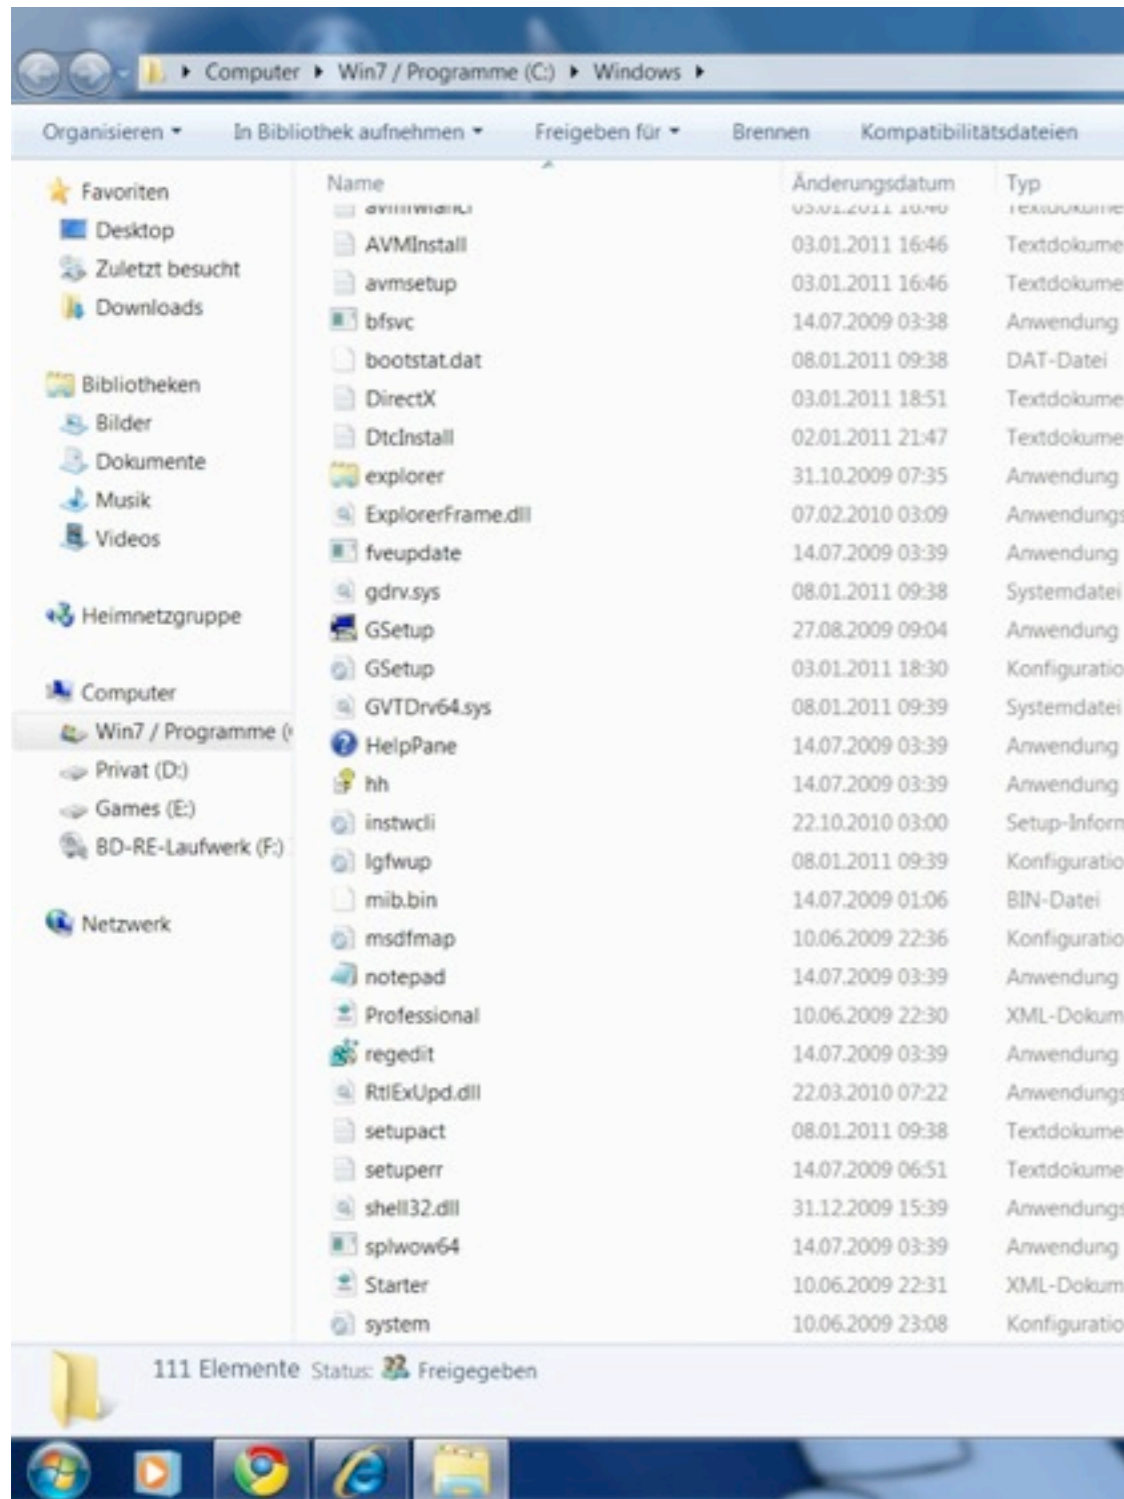 Computer Win7 / Programme (C:) Windows
Organisieren In Bibliothek aufnehmen Freigeben für Brennen Kompatibilitätsdateien
Favoriten
Desktop
Zuletzt besucht
Downloads
Bibliotheken
Bilder
Dokumente
Musik
Videos
Heimnetzgruppe
Computer
Win7 / Programme (
Privat (D:)
Games (E:)
BD-RE-Laufwerk (F:)
Netzwerk
Name Änderungsdatum Typ
AVMInstall 03.01.2011 16:46 Textdokume
avmsetup 03.01.2011 16:46 Textdokume
bfsvc 14.07.2009 03:38 Anwendung
bootstat.dat 08.01.2011 09:38 DAT-Datei
DirectX 03.01.2011 18:51 Textdokume
DtcInstall 02.01.2011 21:47 Textdokume
explorer 31.10.2009 07:35 Anwendung
ExplorerFrame.dll 07.02.2010 03:09 Anwendungs
fveupdate 14.07.2009 03:39 Anwendung
gdrv.sys 08.01.2011 09:38 Systemdatei
GSetup 27.08.2009 09:04 Anwendung
GSetup 03.01.2011 18:30 Konfiguratio
GVTDrv64.sys 08.01.2011 09:39 Systemdatei
HelpPane 14.07.2009 03:39 Anwendung
hh 14.07.2009 03:39 Anwendung
instwcli 22.10.2010 03:00 Setup-Inform
lgfwup 08.01.2011 09:39 Konfiguratio
mib.bin 14.07.2009 01:06 BIN-Datei
msdfmap 10.06.2009 22:36 Konfiguratio
notepad 14.07.2009 03:39 Anwendung
Professional 10.06.2009 22:30 XML-Dokum
regedit 14.07.2009 03:39 Anwendung
RtlExUpd.dll 22.03.2010 07:22 Anwendungs
setupact 08.01.2011 09:38 Textdokume
setuperr 14.07.2009 06:51 Textdokume
shell32.dll 31.12.2009 15:39 Anwendungs
splwow64 14.07.2009 03:39 Anwendung
Starter 10.06.2009 22:31 XML-Dokum
system 10.06.2009 23:08 Konfiguratio
111 Elemente Status: Freigegeben